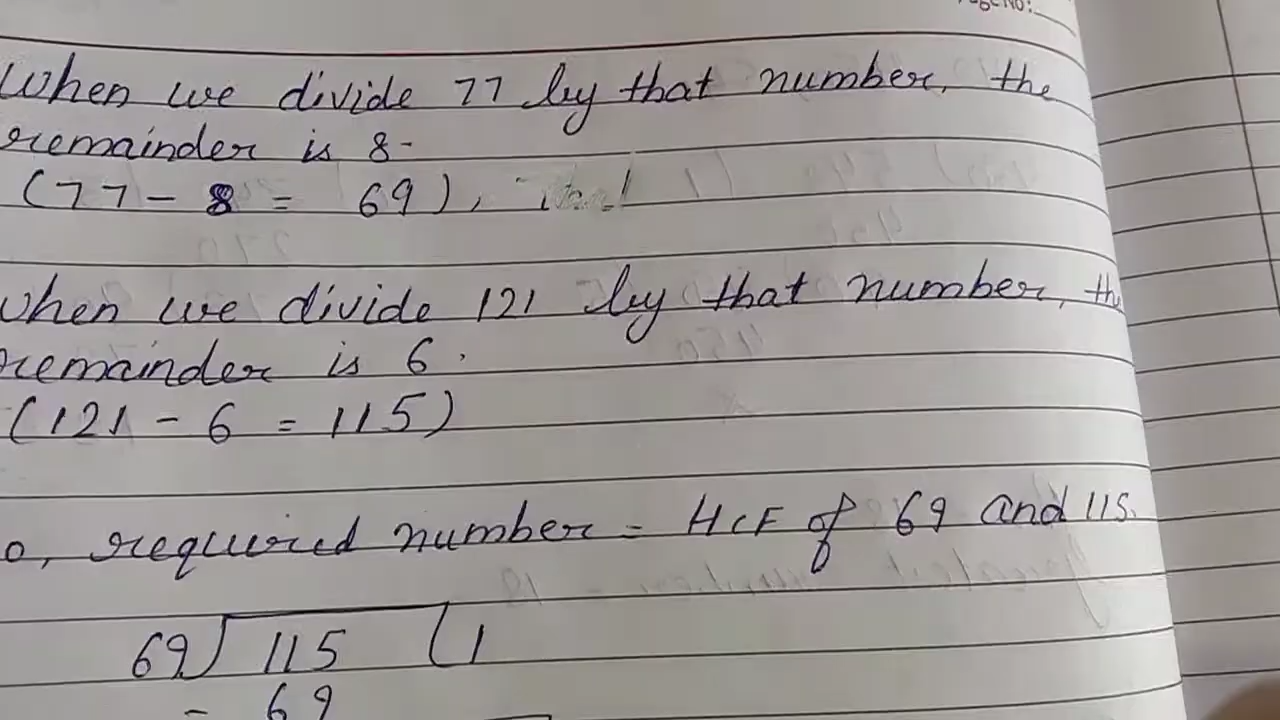 When we divide 77 by that number, the
remainder is 8.
(77 - 8 = 69),
when we divide 121 by that number, the
remainder is 6.
(121 - 6 = 115)
o, required number = HCF of 69 and 115.
69) 115 (1
- 69